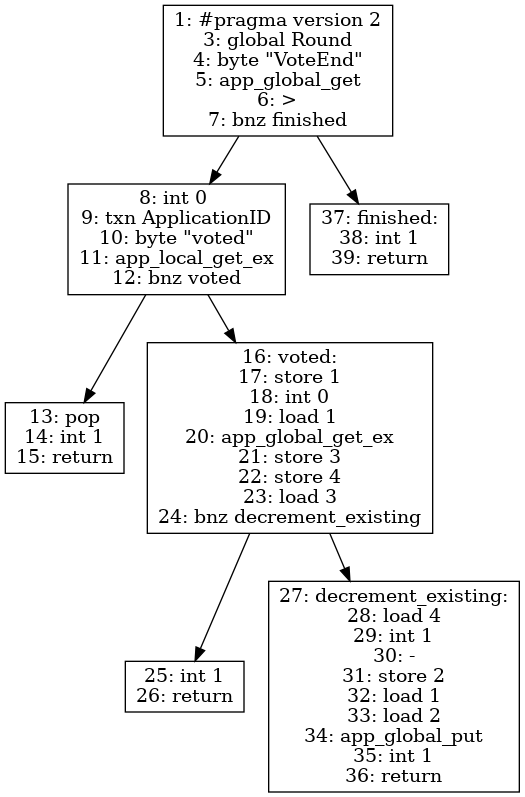 1: #pragma version 2
3: global Round
4: byte "VoteEnd"
5: app_global_get
6: >
7: bnz finished
8: int 0
9: txn ApplicationID
10: byte "voted"
11: app_local_get_ex
12: bnz voted
37: finished:
38: int 1
39: return
13: pop
14: int 1
15: return
16: voted:
17: store 1
18: int 0
19: load 1
20: app_global_get_ex
21: store 3
22: store 4
23: load 3
24: bnz decrement_existing
25: int 1
26: return
27: decrement_existing:
28: load 4
29: int 1
30: -
31: store 2
32: load 1
33: load 2
34: app_global_put
35: int 1
36: return